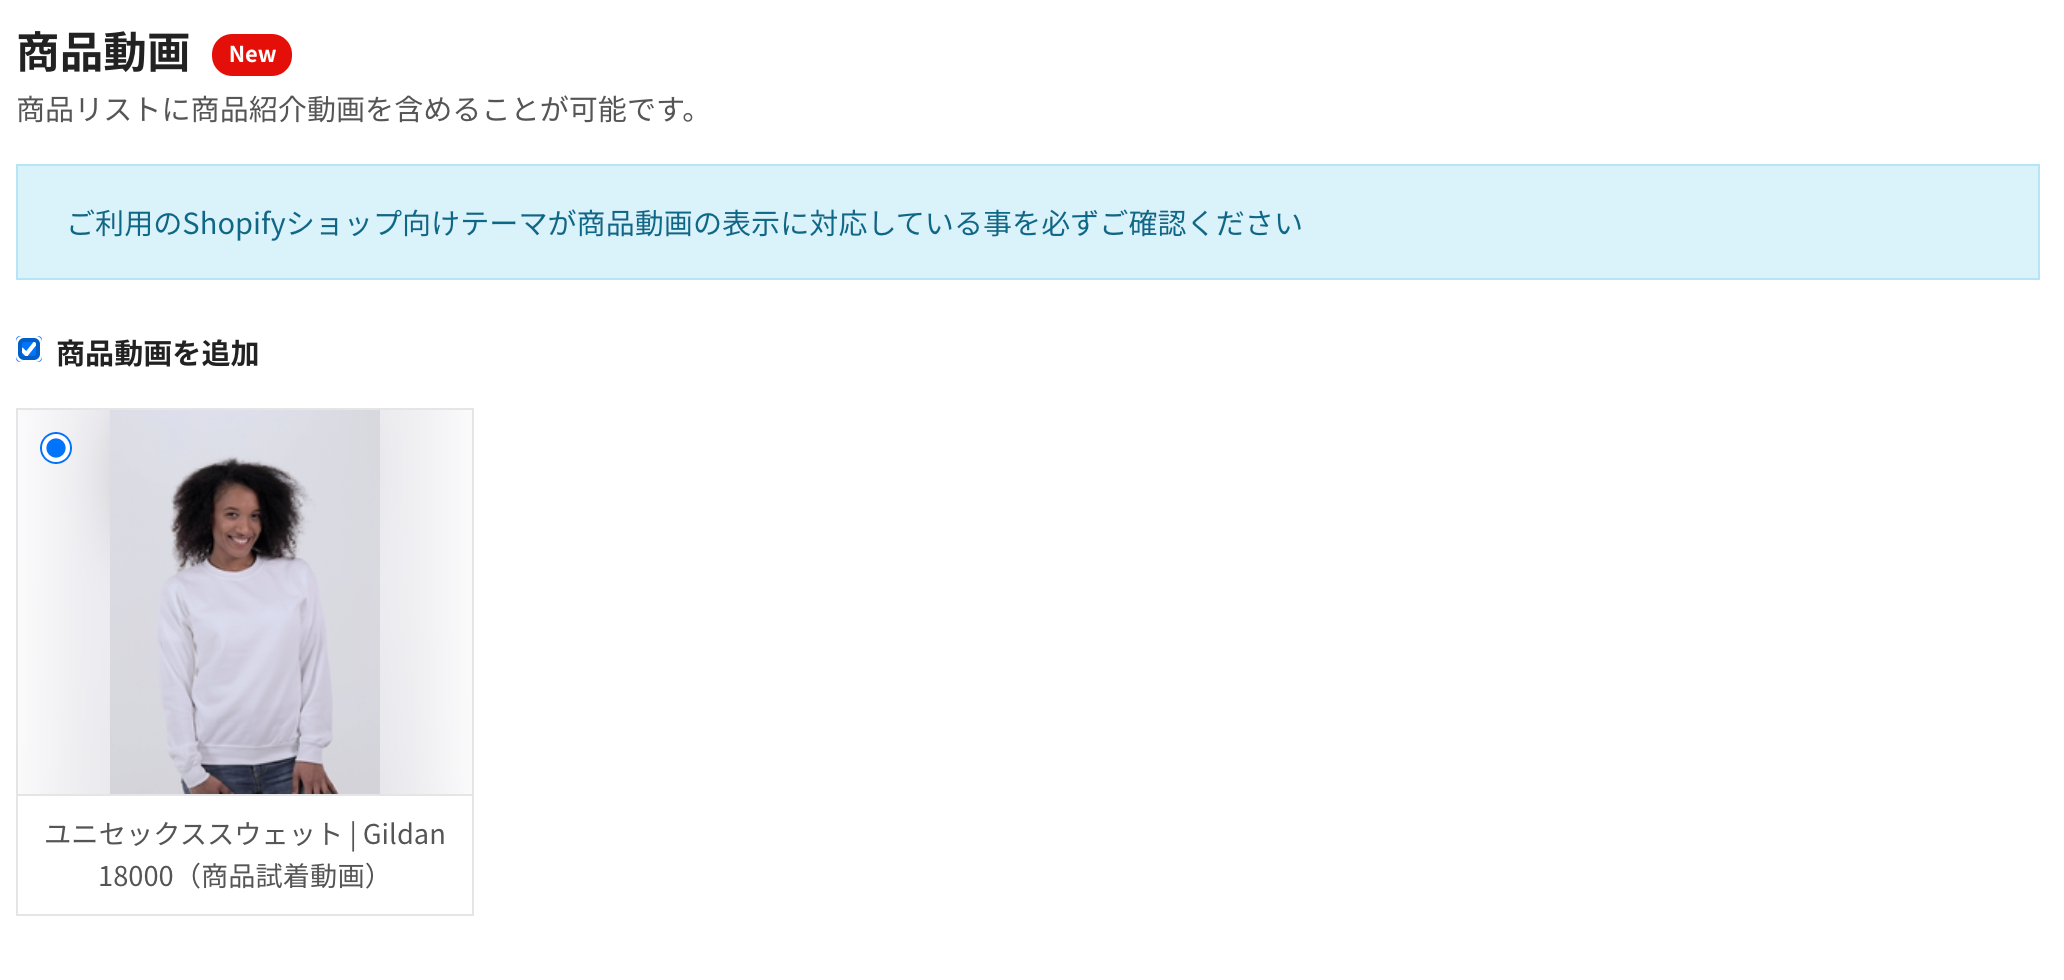 商品動画 New
商品リストに商品紹介動画を含めることが可能です。
ご利用のShopifyショップ向けテーマが商品動画の表示に対応している事を必ずご確認ください
商品動画を追加
ユニセックススウェット | Gildan
18000（商品試着動画）